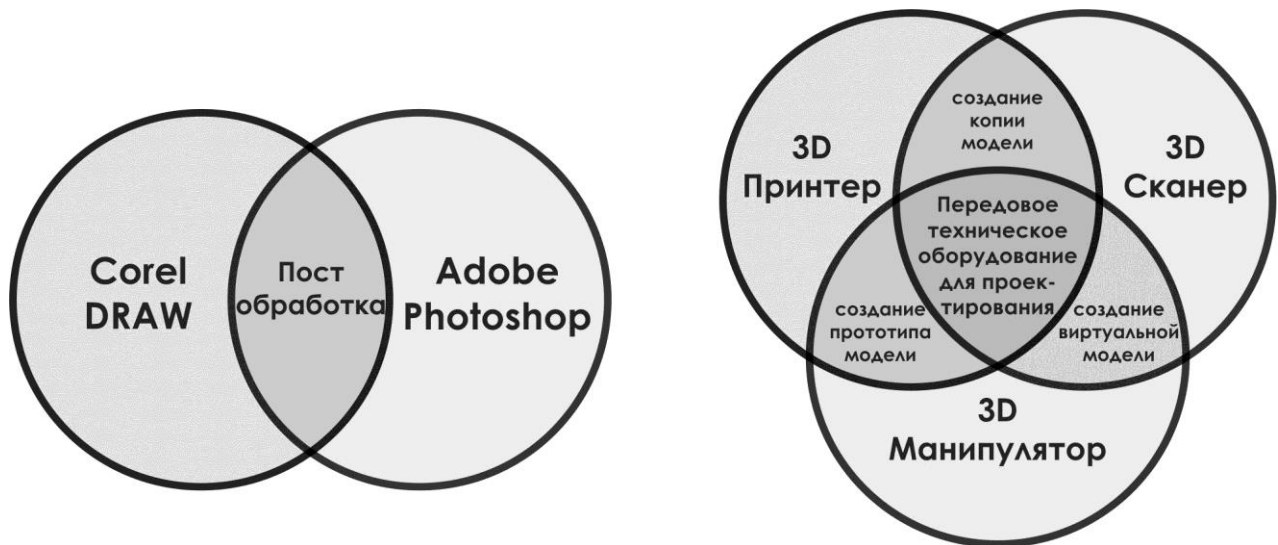 Corel
DRAW
Пост
обработка
Adobe
Photoshop
3D
Принтер
создание
копии
модели
3D
Сканер
Передовое
техническое
оборудование
для проек-
тирования
создание
прототипа
модели
создание
виртуальной
модели
3D
Манипулятор